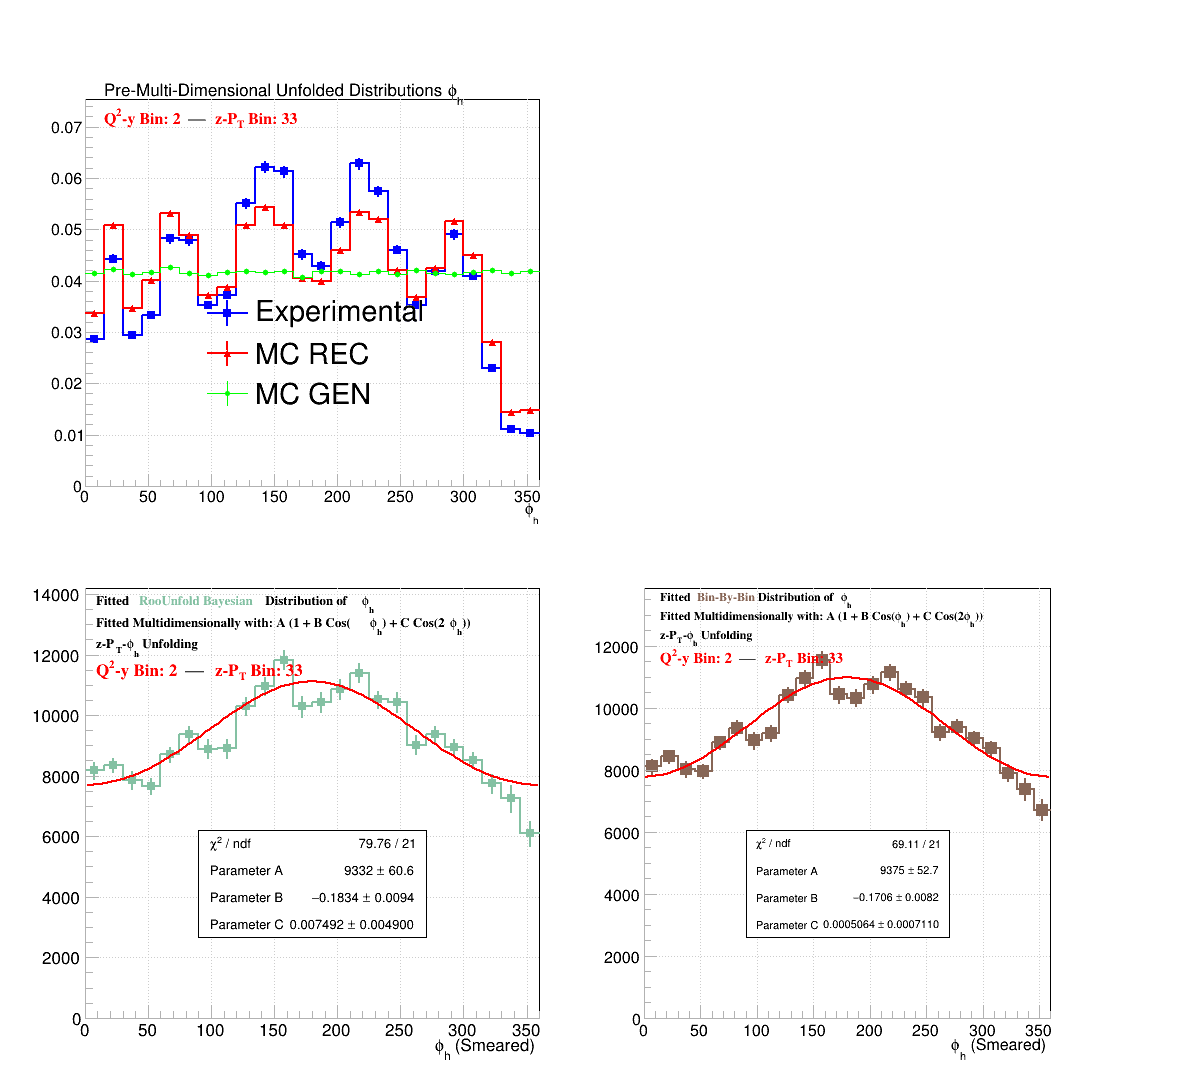 Pre-Multi-Dimensional Unfolded Distributions ϕh
Q²-y Bin: 2 — z-PT Bin: 33
0.07
0.06
0.05
0.04
0.03
0.02
0.01
0
Experimental
MC REC
MC GEN
0 50 100 150 200 250 300 350
ϕh
Fitted RooUnfold Bayesian Distribution of ϕh
Fitted Multidimensionally with: A (1 + B Cos( ϕh) + C Cos(2 ϕh))
z-PT-ϕh Unfolding
Q²-y Bin: 2 — z-PT Bin: 33
14000
12000
10000
8000
6000
4000
2000
0
χ² / ndf 79.76 / 21
Parameter A 9332 ± 60.6
Parameter B −0.1834 ± 0.0094
Parameter C 0.007492 ± 0.004900
0 50 100 150 200 250 300 350
ϕh (Smeared)
Fitted Bin-By-Bin Distribution of ϕh
Fitted Multidimensionally with: A (1 + B Cos(ϕh) + C Cos(2ϕh))
z-PT-ϕh Unfolding
Q²-y Bin: 2 — z-PT Bin: 33
12000
10000
8000
6000
4000
2000
0
χ² / ndf 69.11 / 21
Parameter A 9375 ± 52.7
Parameter B −0.1706 ± 0.0082
Parameter C 0.0005064 ± 0.0007110
0 50 100 150 200 250 300 350
ϕh (Smeared)